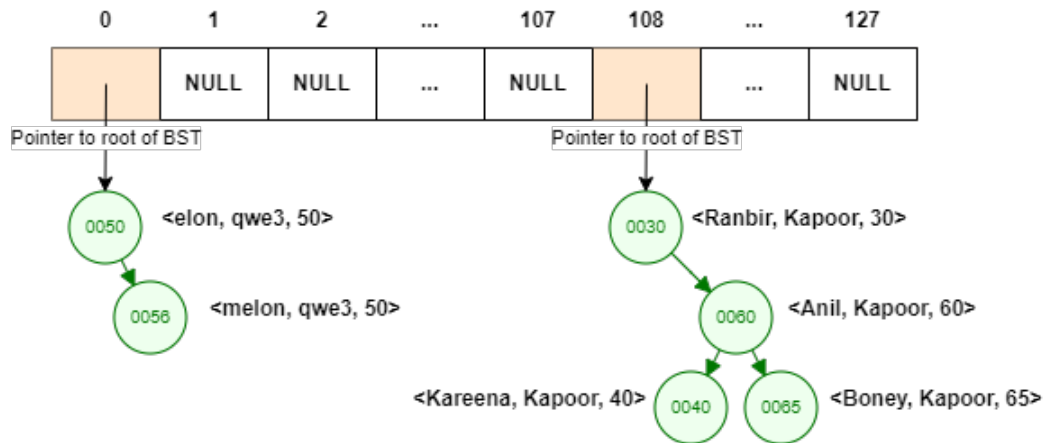 0 1 2 ... 107 108 ... 127
NULL NULL ... NULL ... NULL
Pointer to root of BST Pointer to root of BST
0050 <elon, qwe3, 50> 0030 <Ranbir, Kapoor, 30>
0056 <melon, qwe3, 50> 0060 <Anil, Kapoor, 60>
<Kareena, Kapoor, 40> 0040 0065 <Boney, Kapoor, 65>